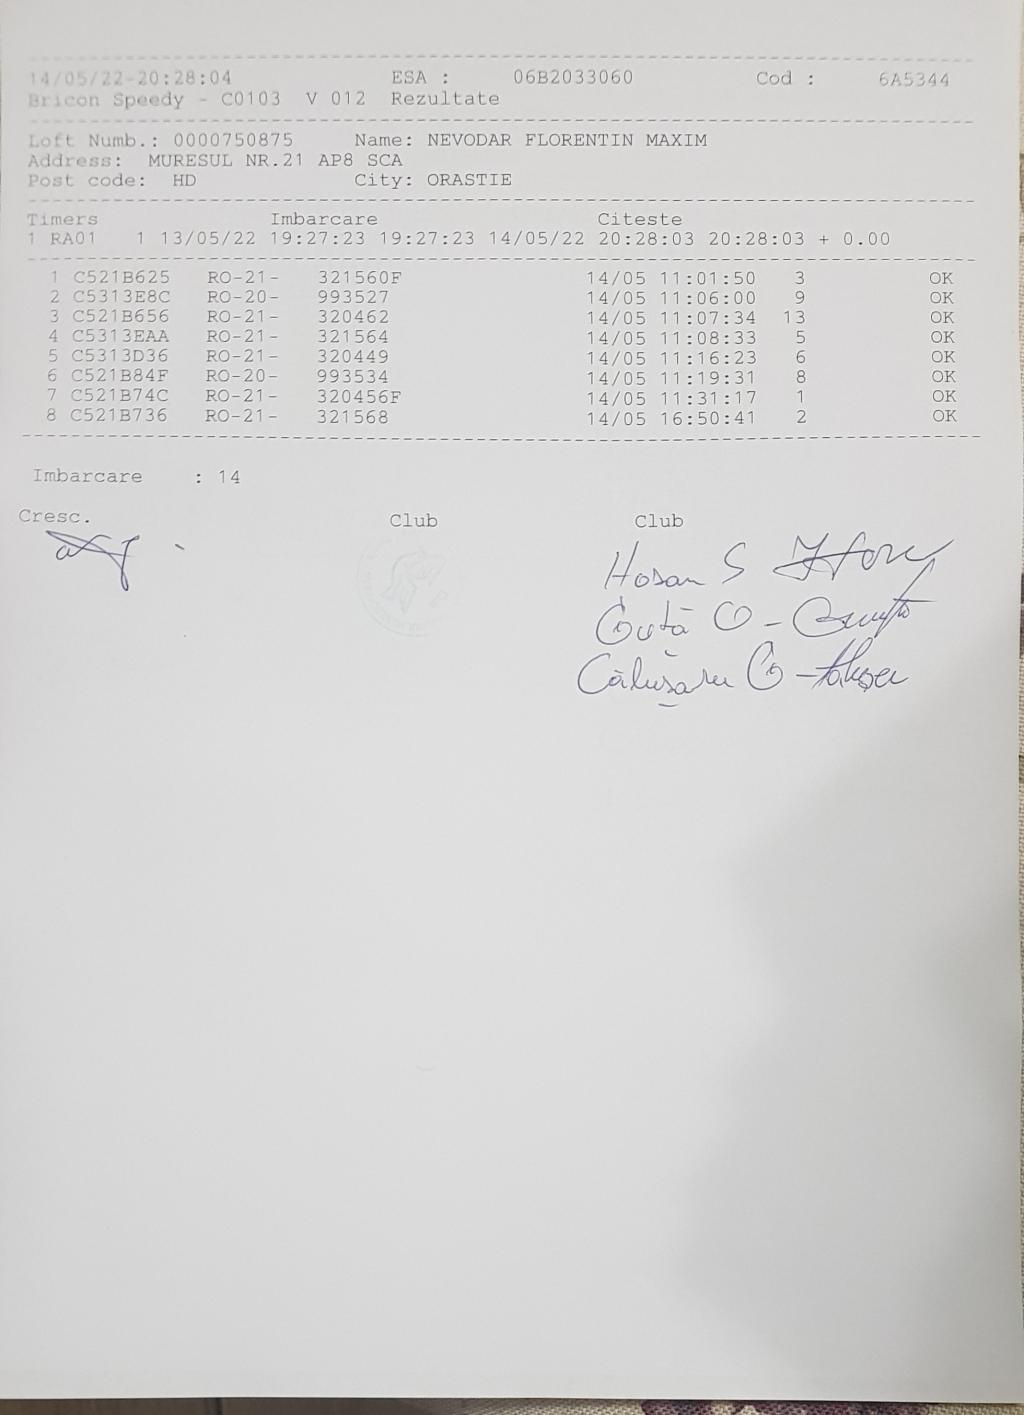 14/05/22-20:28:04 ESA : 06B2033060 Cod : 6A5344
Bricon Speedy - C0103 V 012 Rezultate
Loft Numb.: 0000750875 Name: NEVODAR FLORENTIN MAXIM
Address: MURESUL NR.21 AP8 SCA
Post code: HD City: ORASTIE
Timers Imbarcare Citeste
1 RA01 1 13/05/22 19:27:23 19:27:23 14/05/22 20:28:03 20:28:03 + 0.00
1 C521B625 RO-21- 321560F 14/05 11:01:50 3 OK
2 C5313E8C RO-20- 993527 14/05 11:06:00 9 OK
3 C521B656 RO-21- 320462 14/05 11:07:34 13 OK
4 C5313EAA RO-21- 321564 14/05 11:08:33 5 OK
5 C5313D36 RO-21- 320449 14/05 11:16:23 6 OK
6 C521B84F RO-20- 993534 14/05 11:19:31 8 OK
7 C521B74C RO-21- 320456F 14/05 11:31:17 1 OK
8 C521B736 RO-21- 321568 14/05 16:50:41 2 OK
Imbarcare : 14
Cresc. Club Club
Hosan S
Guță O -
Călușaru G -